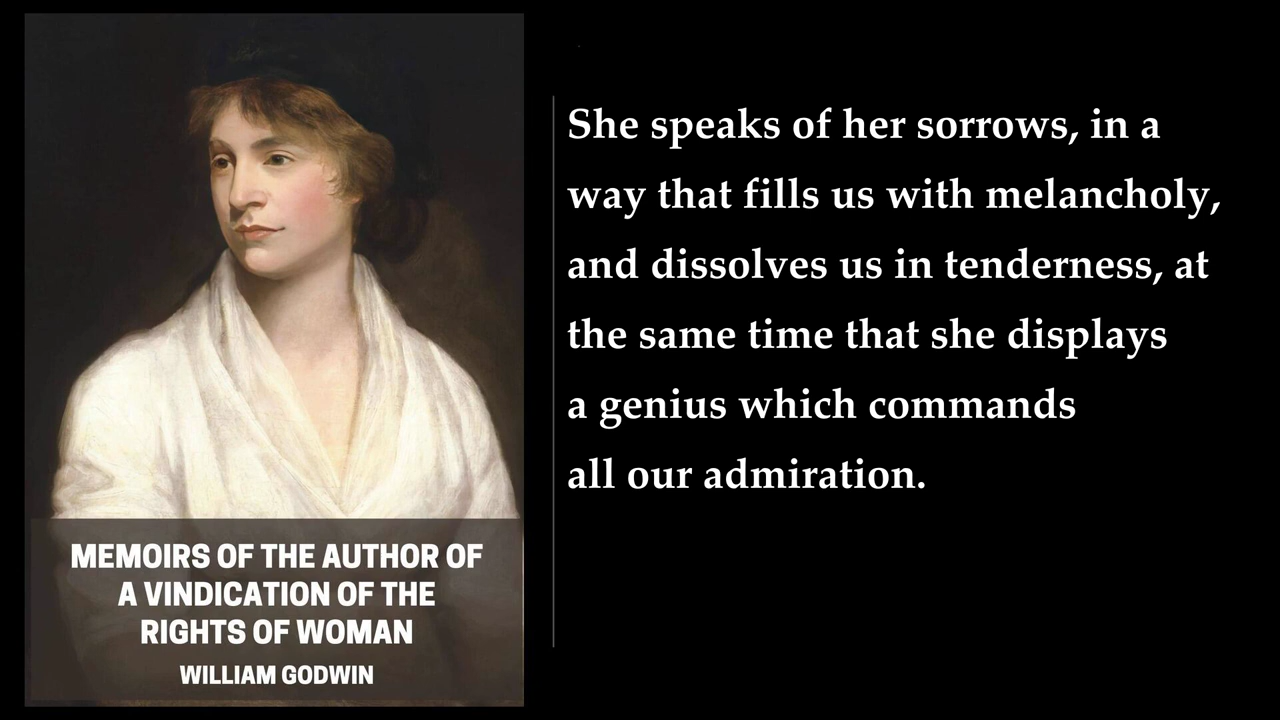 MEMOIRS OF THE AUTHOR OF
A VINDICATION OF THE
RIGHTS OF WOMAN
WILLIAM GODWIN
She speaks of her sorrows, in a
way that fills us with melancholy,
and dissolves us in tenderness, at
the same time that she displays
a genius which commands
all our admiration.